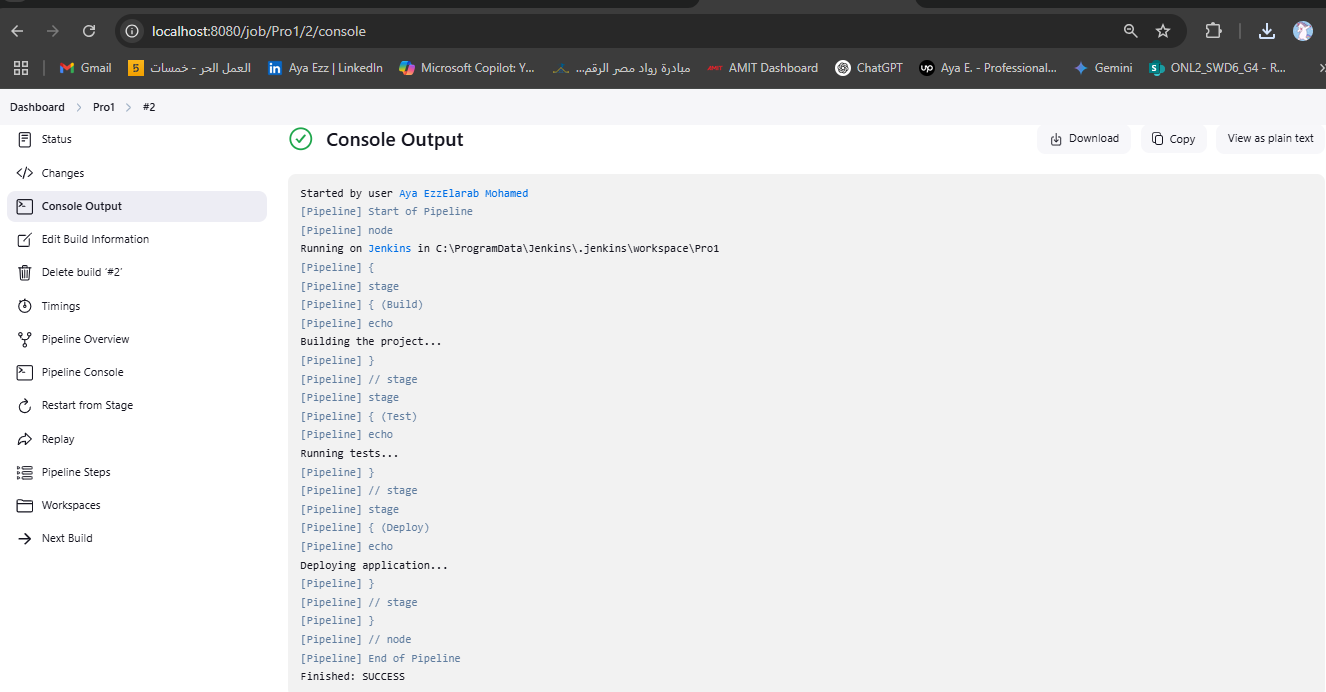 localhost:8080/job/Pro1/2/console
Gmail
5 العمل الحر - خمسات
in Aya Ezz | LinkedIn
Microsoft Copilot: Y...
مبادرة رواد مصر الرقم...
AMIT AMIT Dashboard
ChatGPT
up Aya E. - Professional...
Gemini
S ONL2_SWD6_G4 - R...
Dashboard > Pro1 > #2
Status
Changes
Console Output
Edit Build Information
Delete build ‘#2’
Timings
Pipeline Overview
Pipeline Console
Restart from Stage
Replay
Pipeline Steps
Workspaces
Next Build
Console Output
Download
Copy
View as plain text
Started by user Aya EzzElarab Mohamed
[Pipeline] Start of Pipeline
[Pipeline] node
Running on Jenkins in C:\ProgramData\Jenkins\.jenkins\workspace\Pro1
[Pipeline] {
[Pipeline] stage
[Pipeline] { (Build)
[Pipeline] echo
Building the project...
[Pipeline] }
[Pipeline] // stage
[Pipeline] stage
[Pipeline] { (Test)
[Pipeline] echo
Running tests...
[Pipeline] }
[Pipeline] // stage
[Pipeline] stage
[Pipeline] { (Deploy)
[Pipeline] echo
Deploying application...
[Pipeline] }
[Pipeline] // stage
[Pipeline] }
[Pipeline] // node
[Pipeline] End of Pipeline
Finished: SUCCESS